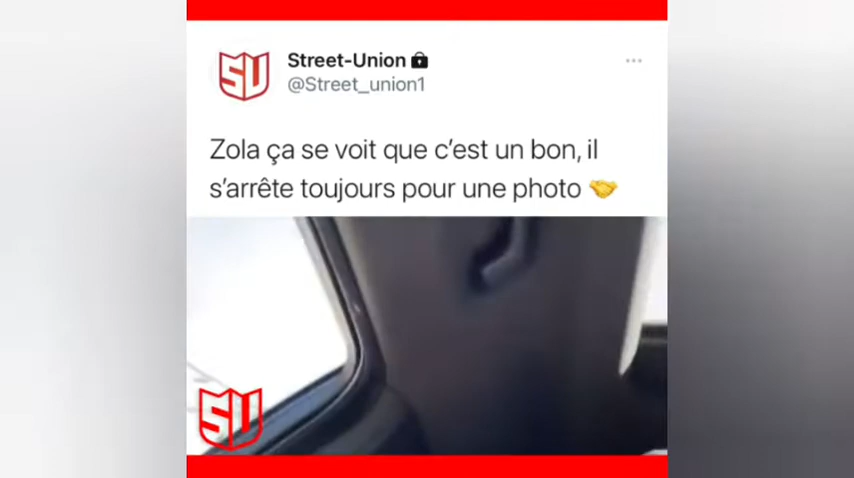 SU
Street-Union
@Street_union1
Zola ça se voit que c’est un bon, il
s’arrête toujours pour une photo 🤝
SU